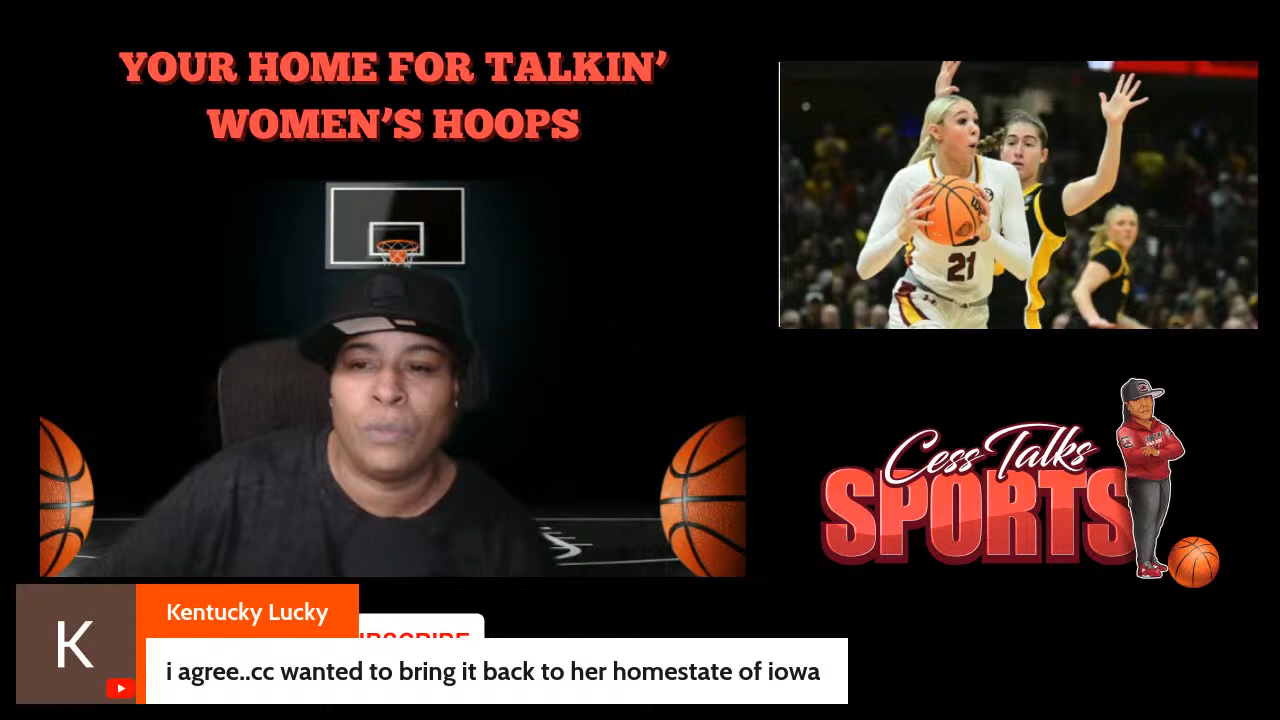 YOUR HOME FOR TALKIN’
WOMEN’S HOOPS
21
Cess Talks
SPORTS
K
Kentucky Lucky
i agree..cc wanted to bring it back to her homestate of iowa